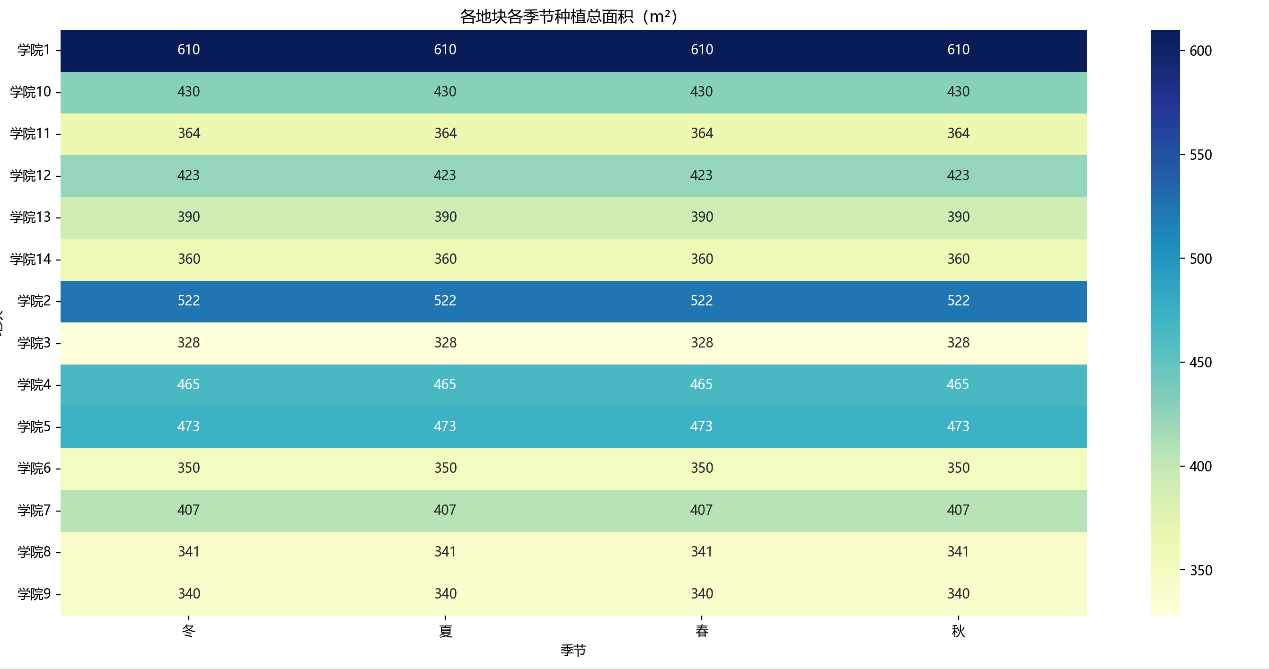 各地块各季节种植总面积（m²）
学院1 610 610 610 610
学院10 430 430 430 430
学院11 364 364 364 364
学院12 423 423 423 423
学院13 390 390 390 390
学院14 360 360 360 360
学院2 522 522 522 522
学院3 328 328 328 328
学院4 465 465 465 465
学院5 473 473 473 473
学院6 350 350 350 350
学院7 407 407 407 407
学院8 341 341 341 341
学院9 340 340 340 340
冬 夏 春 秋
季节
600
550
500
450
400
350